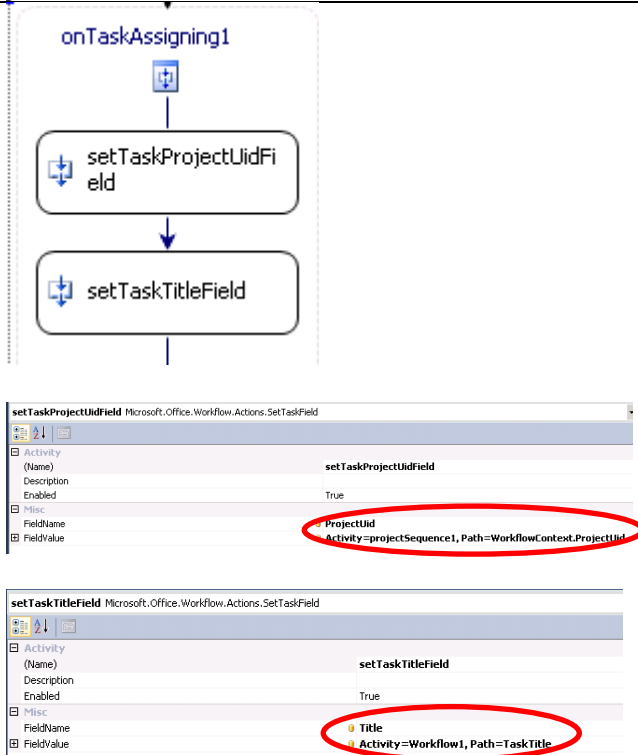 onTaskAssigning1
setTaskProjectUidFi
eld
setTaskTitleField
setTaskProjectUidField Microsoft.Office.Workflow.Actions.SetTaskField
Activity
(Name) setTaskProjectUidField
Description
Enabled True
Misc
FieldName ProjectUid
FieldValue Activity=projectSequence1, Path=WorkflowContext.ProjectUid
setTaskTitleField Microsoft.Office.Workflow.Actions.SetTaskField
Activity
(Name) setTaskTitleField
Description
Enabled True
Misc
FieldName Title
FieldValue Activity=Workflow1, Path=TaskTitle